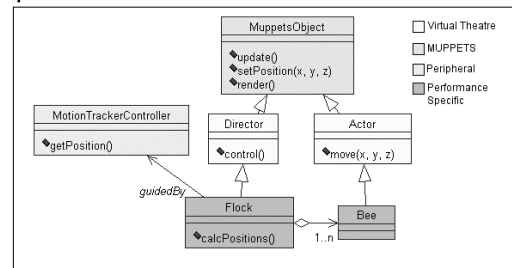 MuppetsObject
update()
setPosition(x, y, z)
render()
Virtual Theatre
MUPPETS
Peripheral
Performance
Specific
MotionTrackerController
getPosition()
Director
control()
Actor
move(x, y, z)
guidedBy
Flock
calcPositions()
1..n
Bee